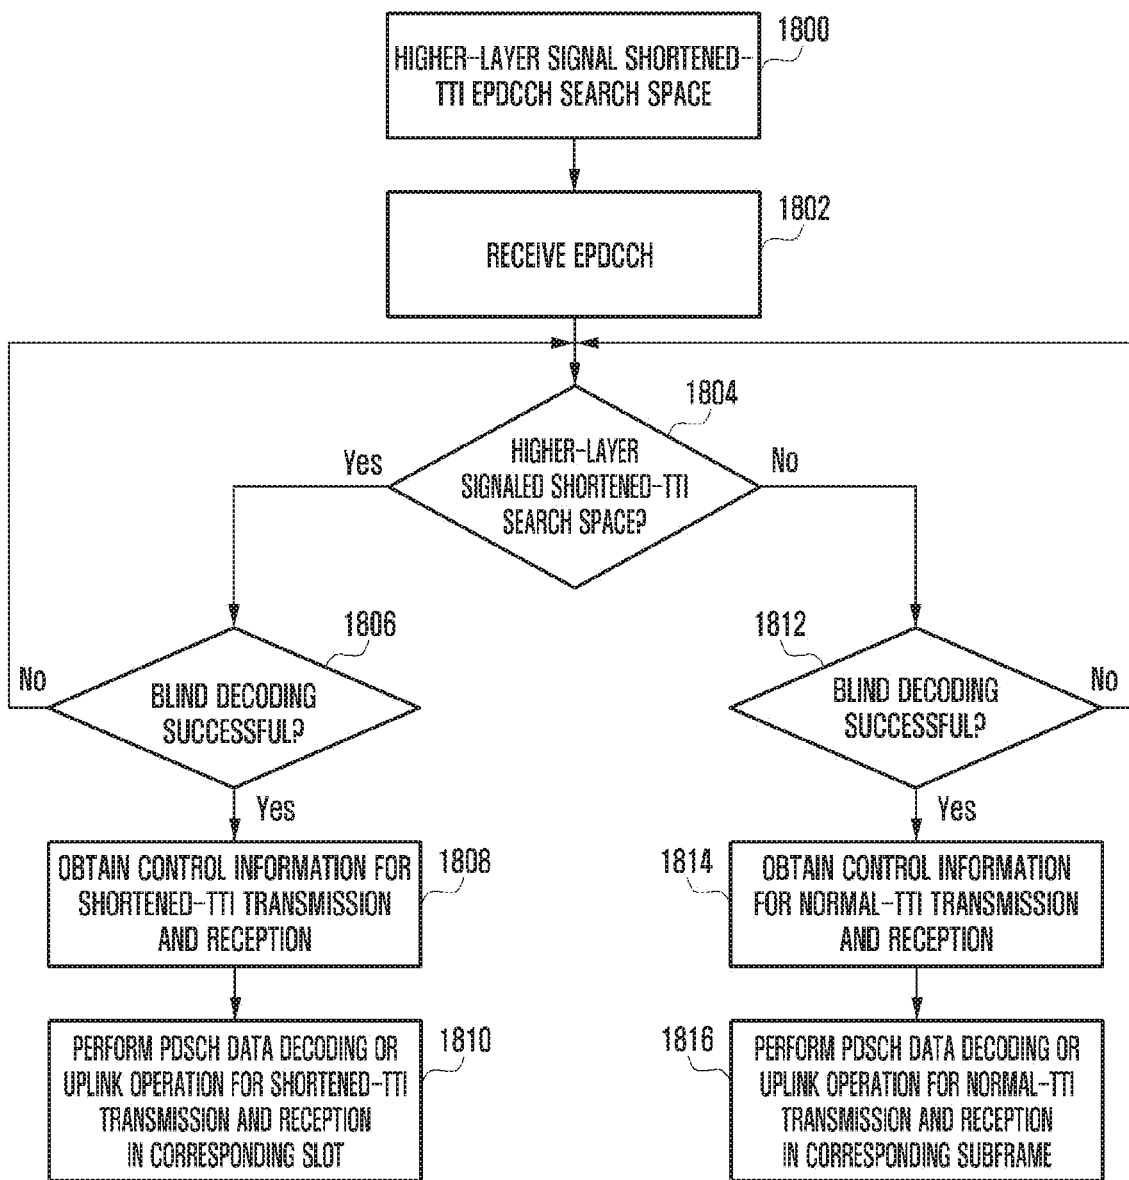 1800
HIGHER-LAYER SIGNAL SHORTENED-
TTI EPDCCH SEARCH SPACE
1802
RECEIVE EPDCCH
1804
HIGHER-LAYER
SIGNALED SHORTENED-TTI
SEARCH SPACE?
Yes
No
1806
BLIND DECODING
SUCCESSFUL?
No
Yes
1812
BLIND DECODING
SUCCESSFUL?
No
Yes
1808
OBTAIN CONTROL INFORMATION FOR
SHORTENED-TTI TRANSMISSION
AND RECEPTION
1814
OBTAIN CONTROL INFORMATION
FOR NORMAL-TTI TRANSMISSION
AND RECEPTION
1810
PERFORM PDSCH DATA DECODING OR
UPLINK OPERATION FOR SHORTENED-TTI
TRANSMISSION AND RECEPTION
IN CORRESPONDING SLOT
1816
PERFORM PDSCH DATA DECODING OR
UPLINK OPERATION FOR NORMAL-TTI
TRANSMISSION AND RECEPTION
IN CORRESPONDING SUBFRAME